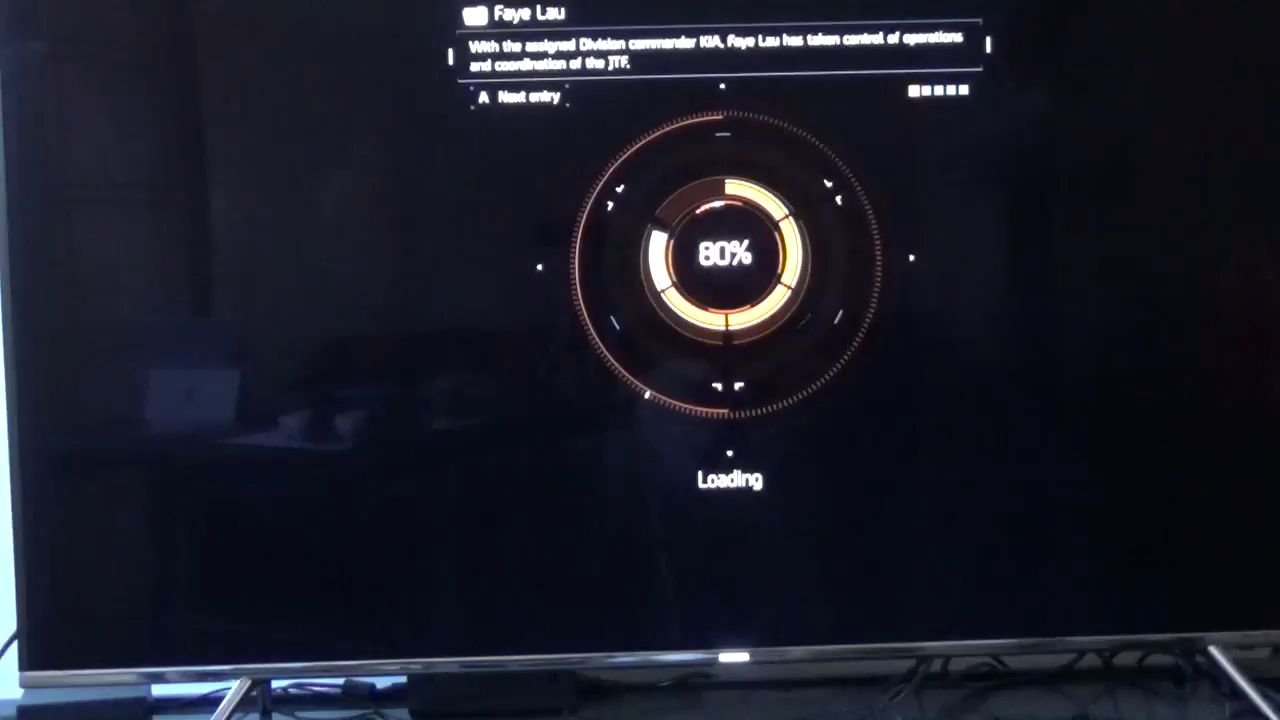 Faye Lau
With the assigned Division commander KIA, Faye Lau has taken control of operations
and coordination of the JTF.
A Next entry
80%
Loading